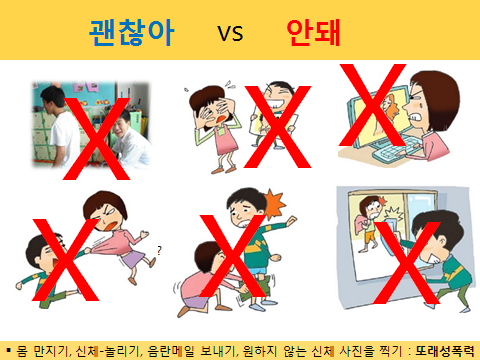 괜찮아 vs 안돼
?
▪ 몸 만지기, 신체-놀리기, 음란메일 보내기, 원하지 않는 신체 사진을 찍기 : 또래성폭력